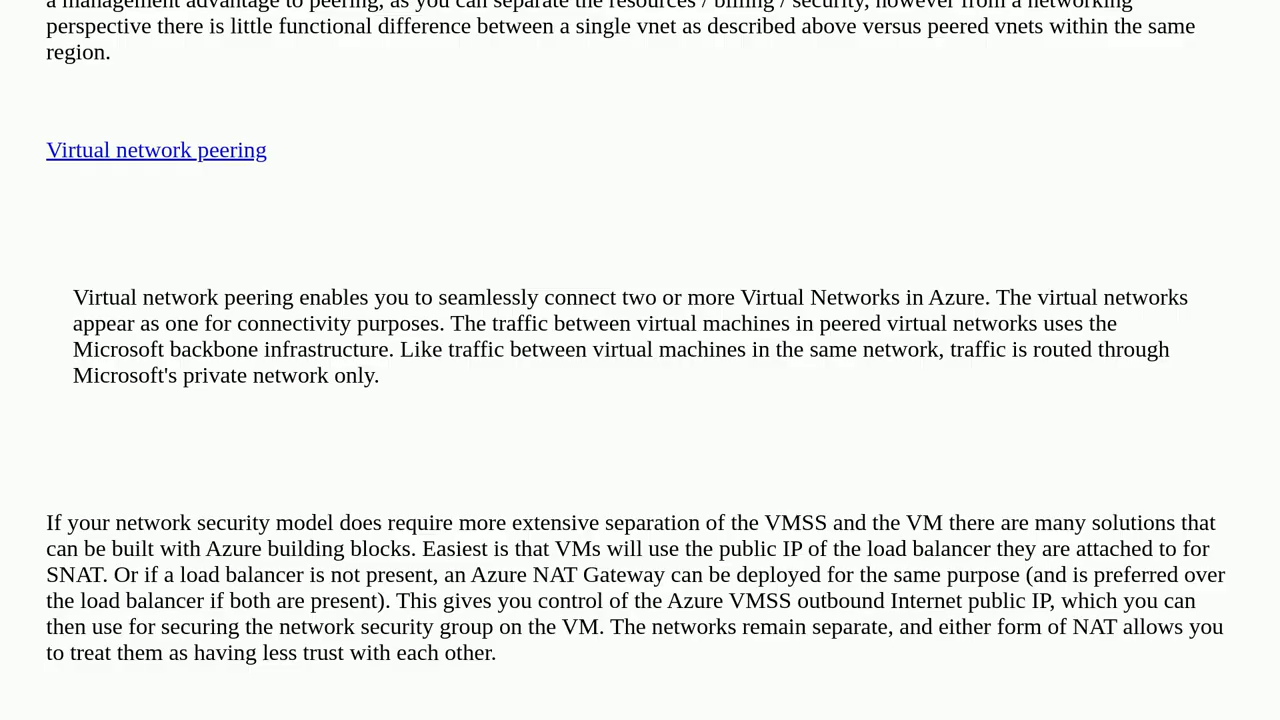 a management advantage to peering, as you can separate the resources / billing / security, however from a networking
perspective there is little functional difference between a single vnet as described above versus peered vnets within the same
region.
Virtual network peering
Virtual network peering enables you to seamlessly connect two or more Virtual Networks in Azure. The virtual networks
appear as one for connectivity purposes. The traffic between virtual machines in peered virtual networks uses the
Microsoft backbone infrastructure. Like traffic between virtual machines in the same network, traffic is routed through
Microsoft's private network only.
If your network security model does require more extensive separation of the VMSS and the VM there are many solutions that
can be built with Azure building blocks. Easiest is that VMs will use the public IP of the load balancer they are attached to for
SNAT. Or if a load balancer is not present, an Azure NAT Gateway can be deployed for the same purpose (and is preferred over
the load balancer if both are present). This gives you control of the Azure VMSS outbound Internet public IP, which you can
then use for securing the network security group on the VM. The networks remain separate, and either form of NAT allows you
to treat them as having less trust with each other.